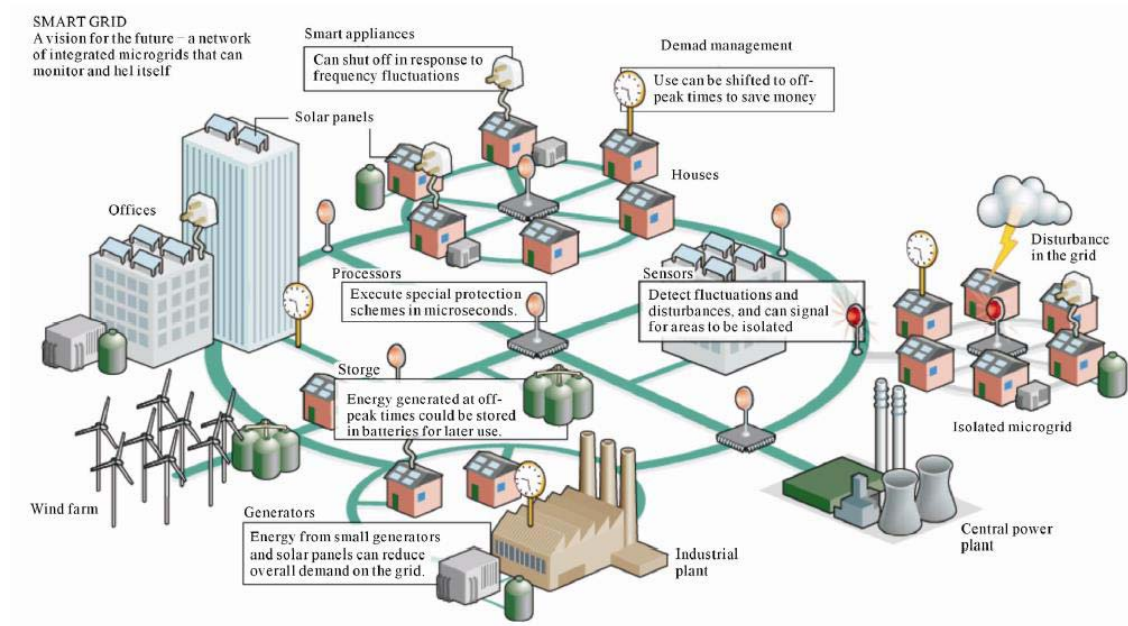 SMART GRID
A vision for the future – a network
of integrated microgrids that can
monitor and hel itself
Smart appliances
Can shut off in response to
frequency fluctuations
Demad management
Use can be shifted to off-
peak times to save money
Solar panels
Houses
Offices
Disturbance
in the grid
Processors
Execute special protection
schemes in microseconds.
Sensors
Detect fluctuations and
disturbances, and can signal
for areas to be isolated
Storge
Energy generated at off-
peak times could be stored
in batteries for later use.
Isolated microgrid
Wind farm
Generators
Energy from small generators
and solar panels can reduce
overall demand on the grid.
Industrial
plant
Central power
plant